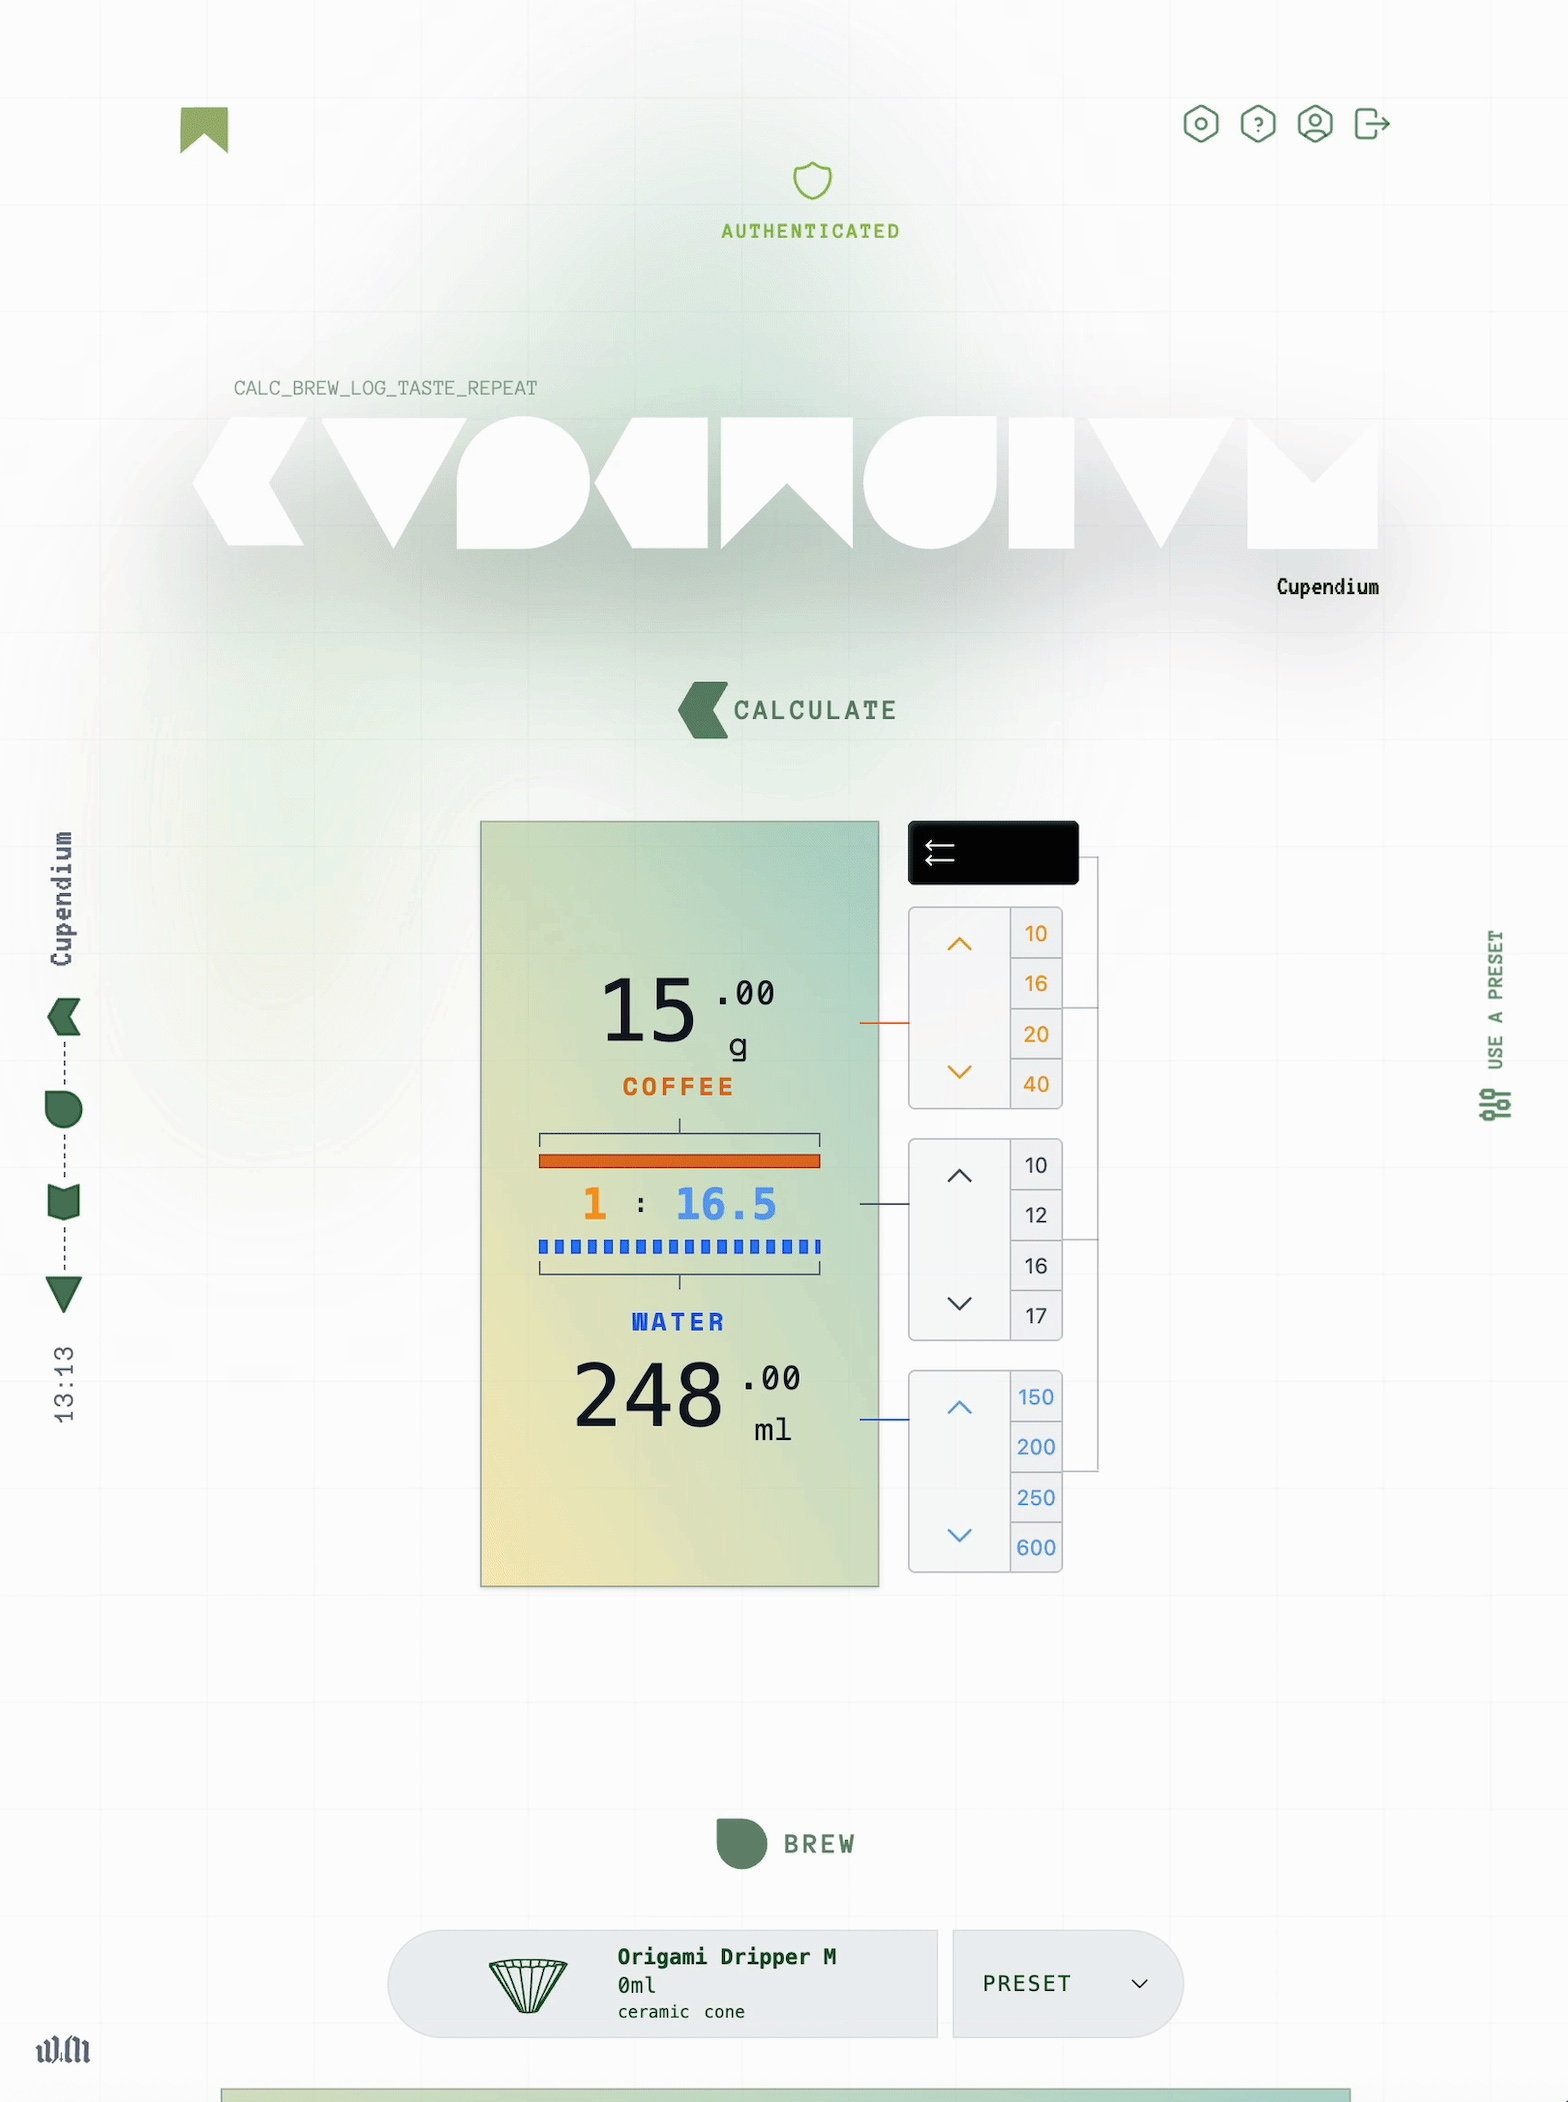 AUTHENTICATED
CALC_BREW_LOG_TASTE_REPEAT
Cupendium
CALCULATE
15 .00
g
COFFEE
1 : 16.5
WATER
248 .00
ml
10
16
20
40
10
12
16
17
150
200
250
600
Cupendium
13:13
USE A PRESET
BREW
Origami Dripper M
0ml
ceramic cone
PRESET